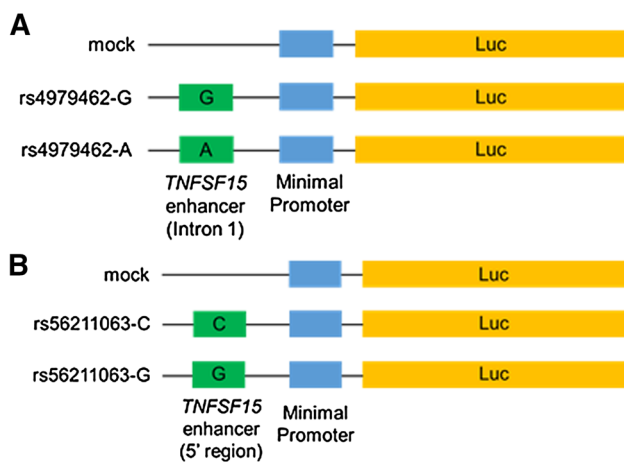 A
mock Luc
rs4979462-G G Luc
rs4979462-A A Luc
TNFSF15 Minimal
enhancer Promoter
(Intron 1)
B
mock Luc
rs56211063-C C Luc
rs56211063-G G Luc
TNFSF15 Minimal
enhancer Promoter
(5' region)